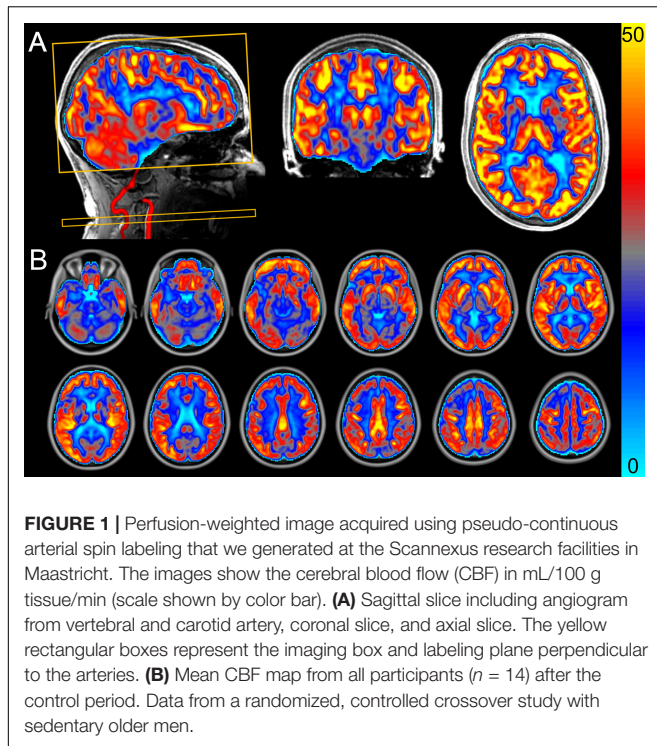 A
50
B
0
FIGURE 1 | Perfusion-weighted image acquired using pseudo-continuous
arterial spin labeling that we generated at the Scannexus research facilities in
Maastricht. The images show the cerebral blood flow (CBF) in mL/100 g
tissue/min (scale shown by color bar). (A) Sagittal slice including angiogram
from vertebral and carotid artery, coronal slice, and axial slice. The yellow
rectangular boxes represent the imaging box and labeling plane perpendicular
to the arteries. (B) Mean CBF map from all participants (n = 14) after the
control period. Data from a randomized, controlled crossover study with
sedentary older men.